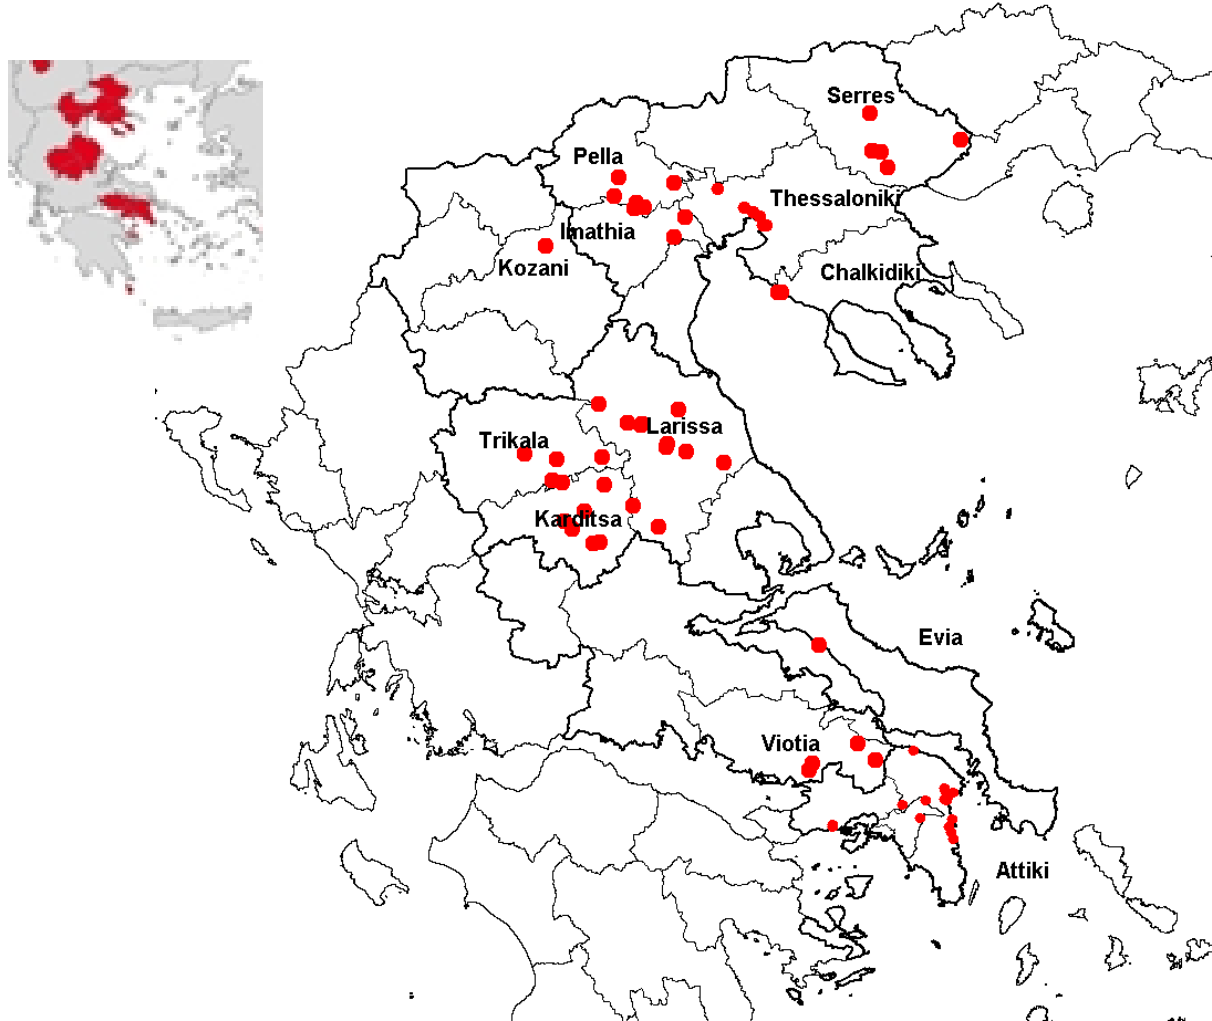 Serres
Pella
Thessaloniki
Imathia
Kozani
Chalkidiki
Larissa
Trikala
Karditsa
Evia
Viotia
Attiki